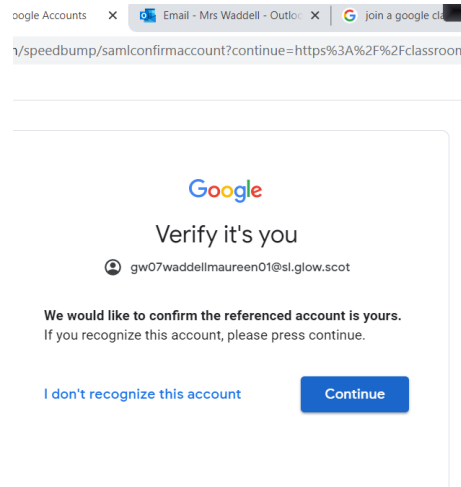 oogle Accounts Email - Mrs Waddell - Outloo join a google cla
/speedbump/samlconfirmaccount?continue=https%3A%2F%2Fclassroon
Google
Verify it's you
gw07waddellmaureen01@sl.glow.scot
We would like to confirm the referenced account is yours.
If you recognize this account, please press continue.
I don't recognize this account Continue